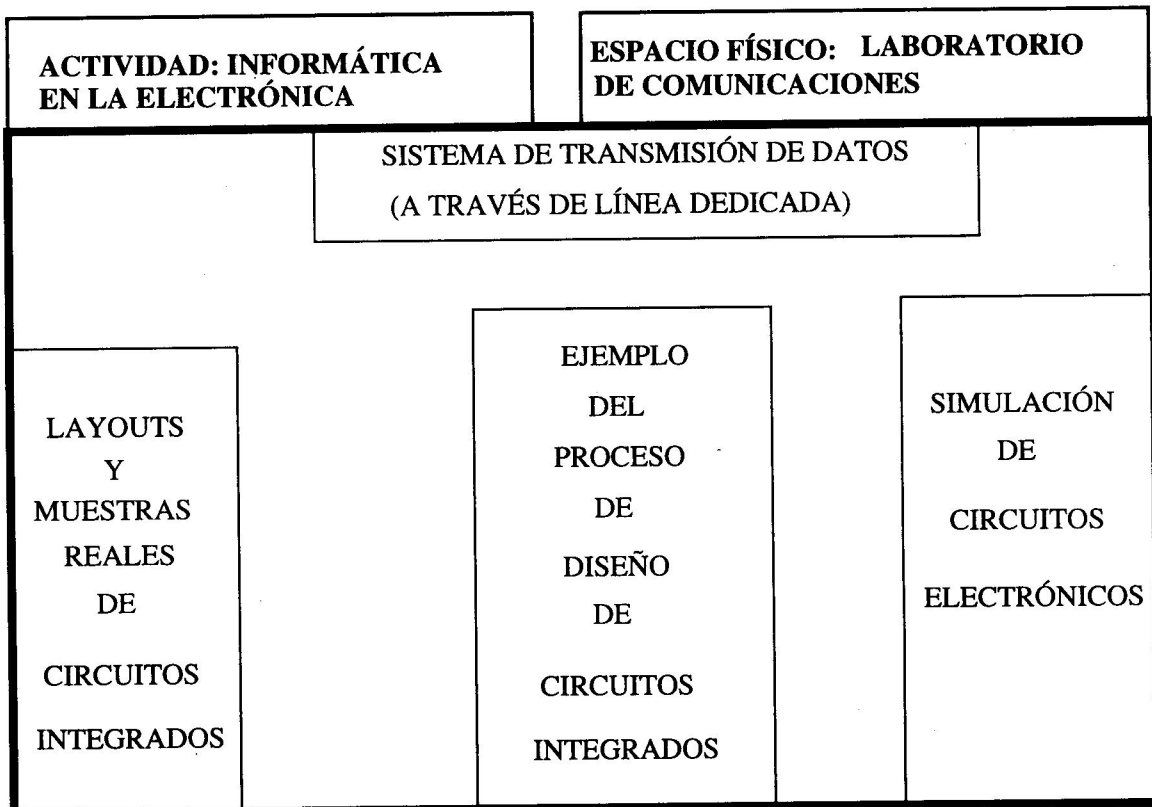 ACTIVIDAD: INFORMÁTICA
EN LA ELECTRÓNICA
ESPACIO FÍSICO: LABORATORIO
DE COMUNICACIONES
SISTEMA DE TRANSMISIÓN DE DATOS
(A TRAVÉS DE LÍNEA DEDICADA)
LAYOUTS
Y
MUESTRAS
REALES
DE
CIRCUITOS
INTEGRADOS
EJEMPLO
DEL
PROCESO
DE
DISEÑO
DE
CIRCUITOS
INTEGRADOS
SIMULACIÓN
DE
CIRCUITOS
ELECTRÓNICOS